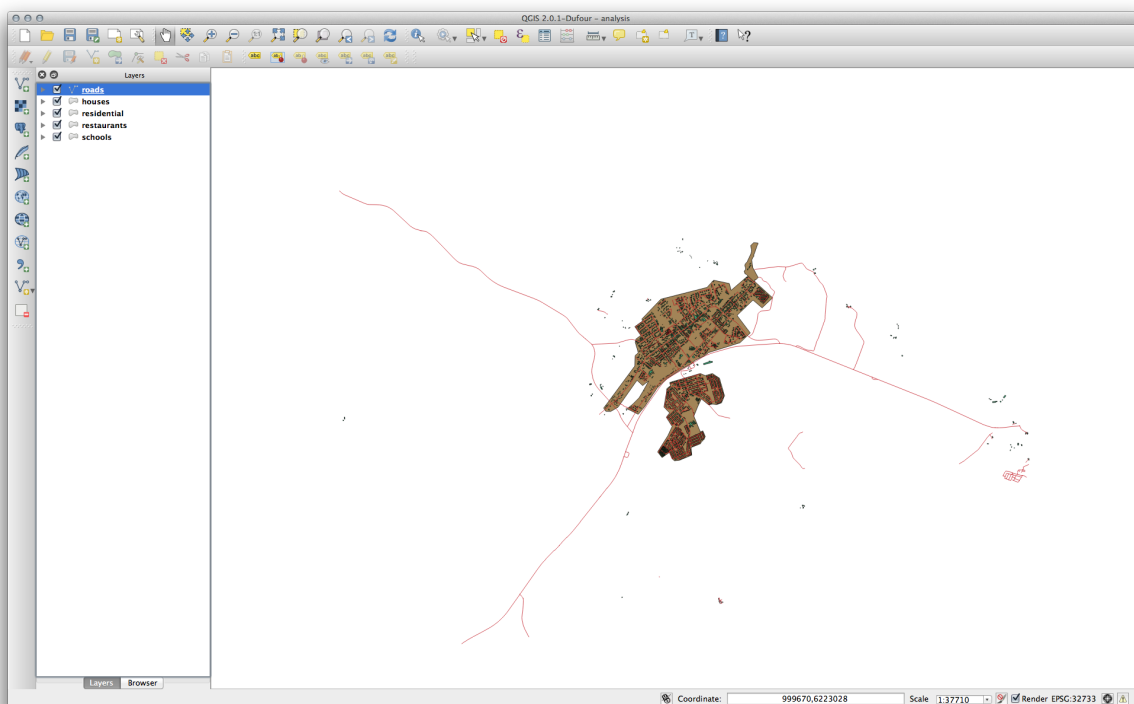 QGIS 2.0.1-Dufour - analysis
Layers
roads
houses
residential
restaurants
schools
Layers Browser
Coordinate: 999670,6223028 Scale 1:37710 Render EPSG:32733